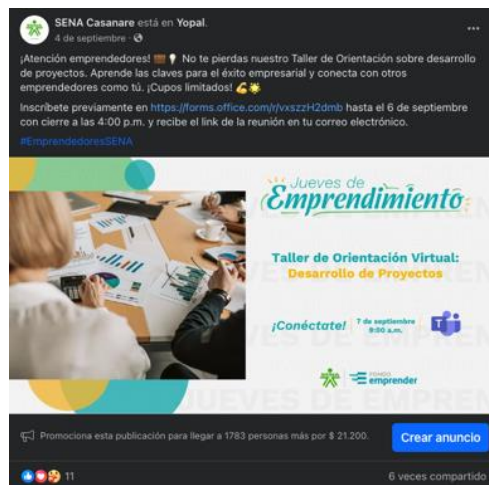 SENA Casanare está en Yopal.
4 de septiembre ·
¡Atención emprendedores! 💼💡 No te pierdas nuestro Taller de Orientación sobre desarrollo
de proyectos. Aprende las claves para el éxito empresarial y conecta con otros
emprendedores como tú. ¡Cupos limitados! 💪🌟
Inscríbete previamente en https://forms.office.com/r/vxszzH2dmb hasta el 6 de septiembre
con cierre a las 4:00 p.m. y recibe el link de la reunión en tu correo electrónico.
#EmprendedoresSENA
Jueves de
Emprendimiento
Taller de Orientación Virtual:
Desarrollo de Proyectos
¡Conéctate!
7 de septiembre
9:00 a.m.
FONDO
emprender
JUEVES DE EMPREN
Promociona esta publicación para llegar a 1783 personas más por $ 21.200.
Crear anuncio
11
6 veces compartido